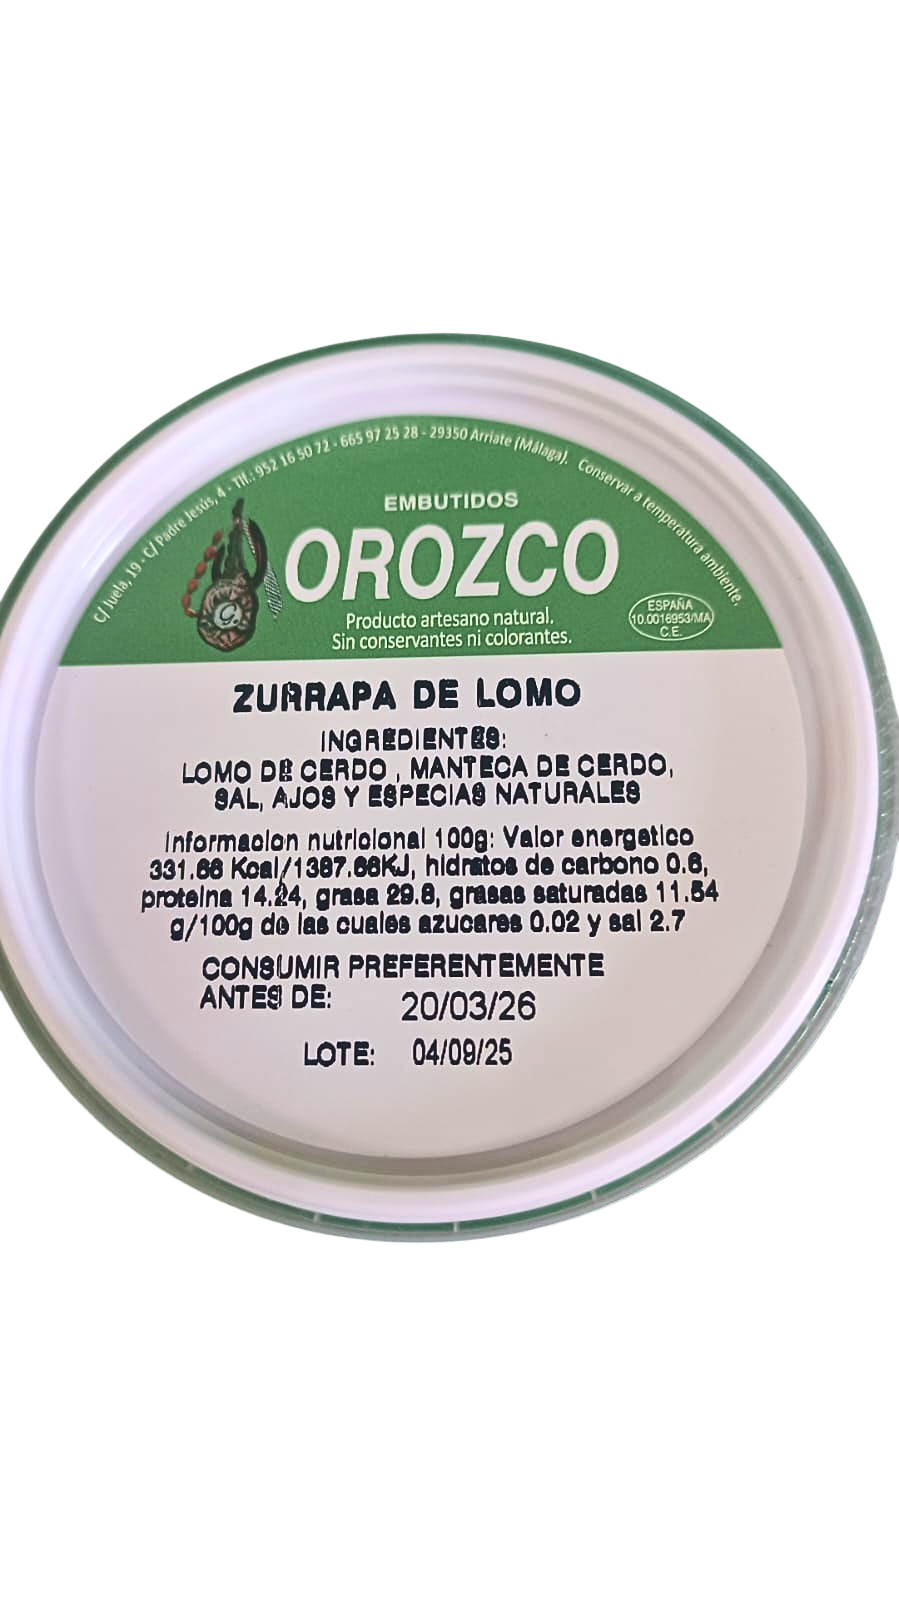 C/ Juela, 19 - C/ Padre Jesús, 4 - Tlf.: 952 16 50 72 - 665 97 25 28 - 29350 Arriate (Málaga). Conservar a temperatura ambiente.
EMBUTIDOS
OROZCO
Producto artesano natural.
Sin conservantes ni colorantes.
ESPAÑA
10.0016953/MA
C.E.
C.
ZURRAPA DE LOMO
INGREDIENTES:
LOMO DE CERDO , MANTECA DE CERDO,
SAL, AJOS Y ESPECIAS NATURALES
Informacion nutricional 100g: Valor energetico
331.66 Kcal/1387.66KJ, hidratos de carbono 0.6,
proteina 14.24, grasa 29.8, grasas saturadas 11.54
g/100g de las cuales azucares 0.02 y sal 2.7
CONSUMIR PREFERENTEMENTE
ANTES DE: 20/03/26
LOTE: 04/09/25